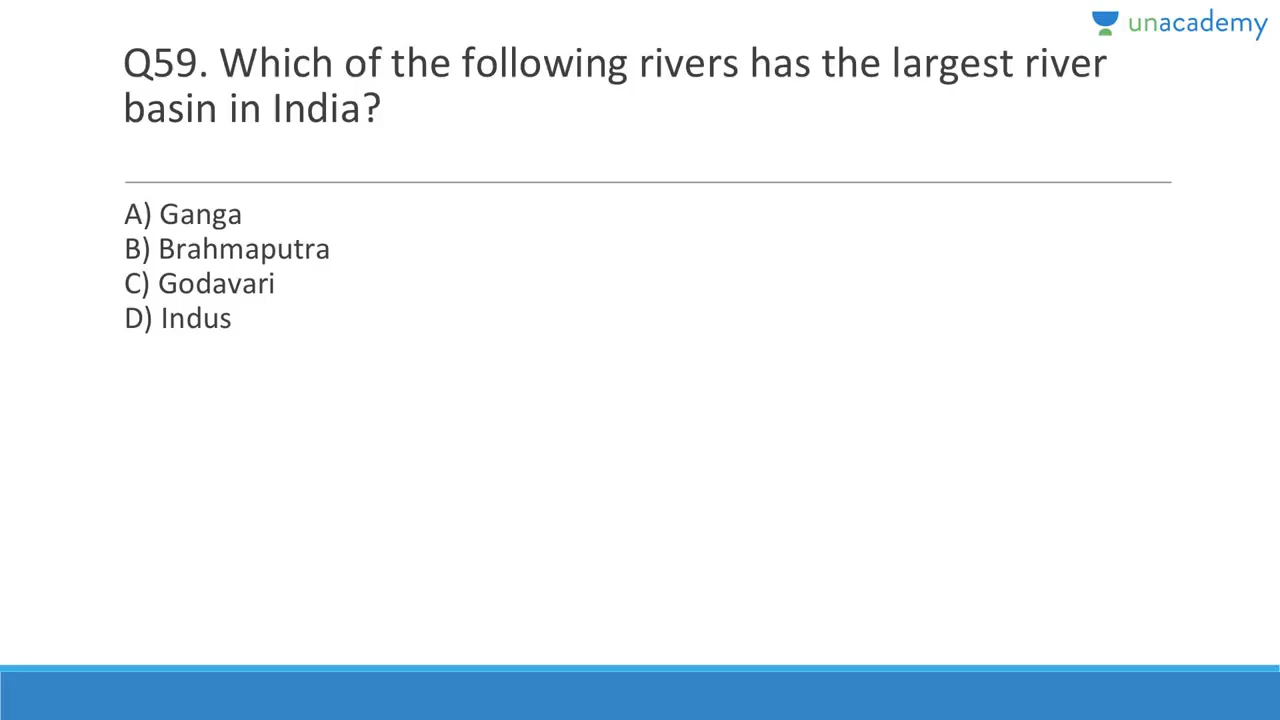 unacademy
Q59. Which of the following rivers has the largest river
basin in India?
A) Ganga
B) Brahmaputra
C) Godavari
D) Indus